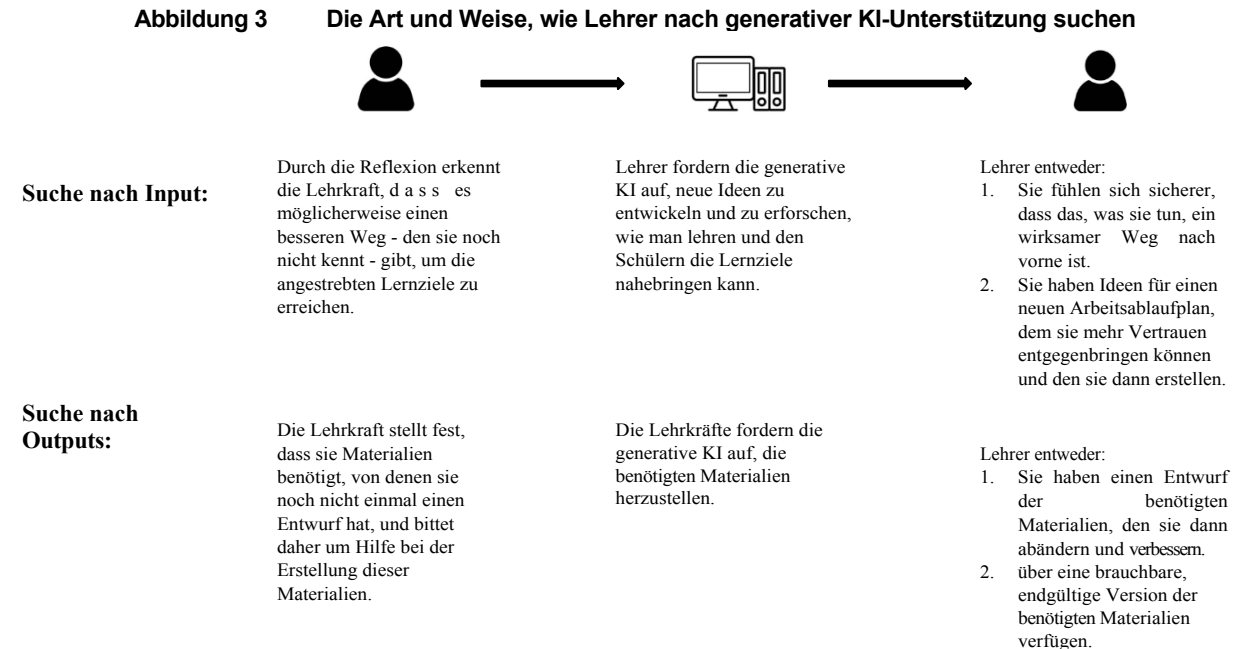 Abbildung 3 Die Art und Weise, wie Lehrer nach generativer KI-Unterstützung suchen
Suche nach Input:
Durch die Reflexion erkennt
die Lehrkraft, d a s s es
möglicherweise einen
besseren Weg - den sie noch
nicht kennt - gibt, um die
angestrebten Lernziele zu
erreichen.
Lehrer fordern die generative
KI auf, neue Ideen zu
entwickeln und zu erforschen,
wie man lehren und den
Schülern die Lernziele
nahebringen kann.
Lehrer entweder:
1. Sie fühlen sich sicherer,
dass das, was sie tun, ein
wirksamer Weg nach
vorne ist.
2. Sie haben Ideen für einen
neuen Arbeitsablaufplan,
dem sie mehr Vertrauen
entgegenbringen können
und den sie dann erstellen.
Suche nach
Outputs:
Die Lehrkraft stellt fest,
dass sie Materialien
benötigt, von denen sie
noch nicht einmal einen
Entwurf hat, und bittet
daher um Hilfe bei der
Erstellung dieser
Materialien.
Die Lehrkräfte fordern die
generative KI auf, die
benötigten Materialien
herzustellen.
Lehrer entweder:
1. Sie haben einen Entwurf
der benötigten
Materialien, den sie dann
abändern und verbessern.
2. über eine brauchbare,
endgültige Version der
benötigten Materialien
verfügen.